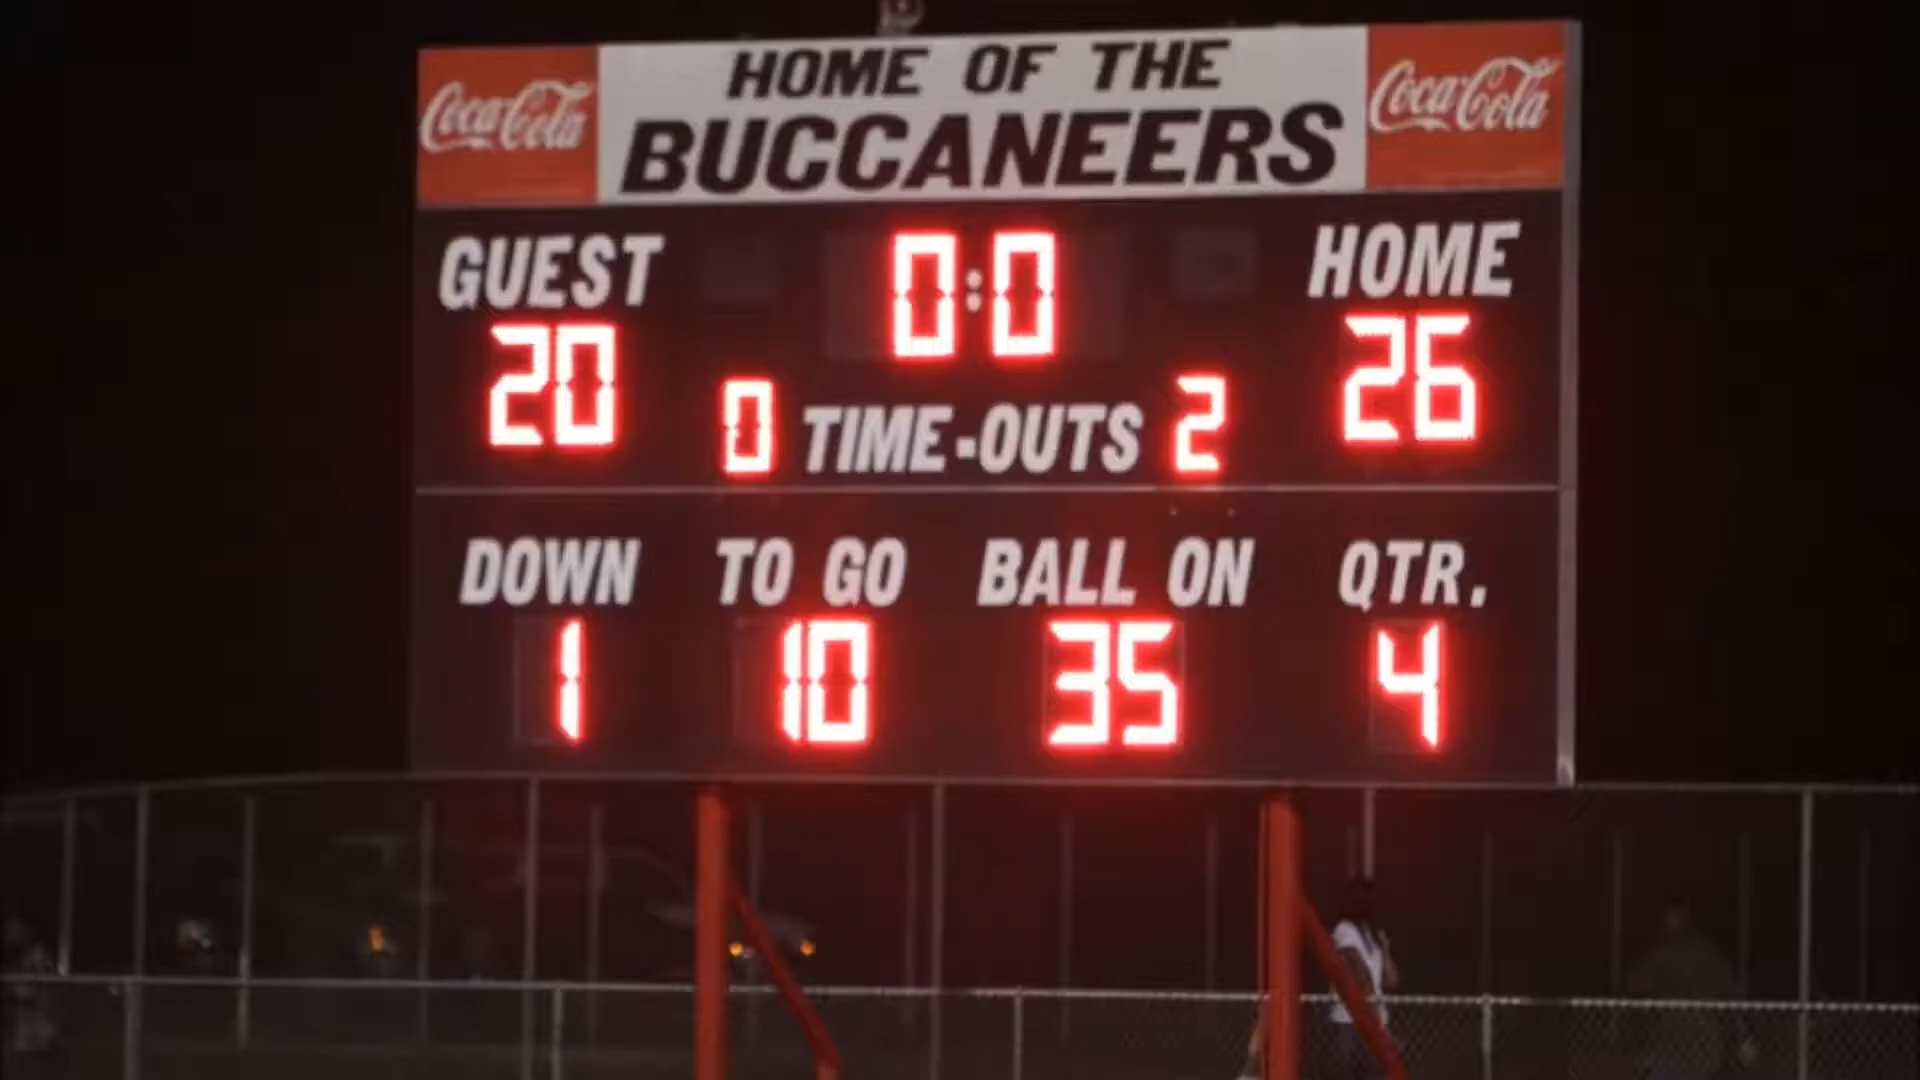 HOME OF THE
Coca-Cola BUCCANEERS Coca-Cola
GUEST 0:0 HOME
20 26
0 TIME-OUTS 2
DOWN TO GO BALL ON QTR.
1 10 35 4